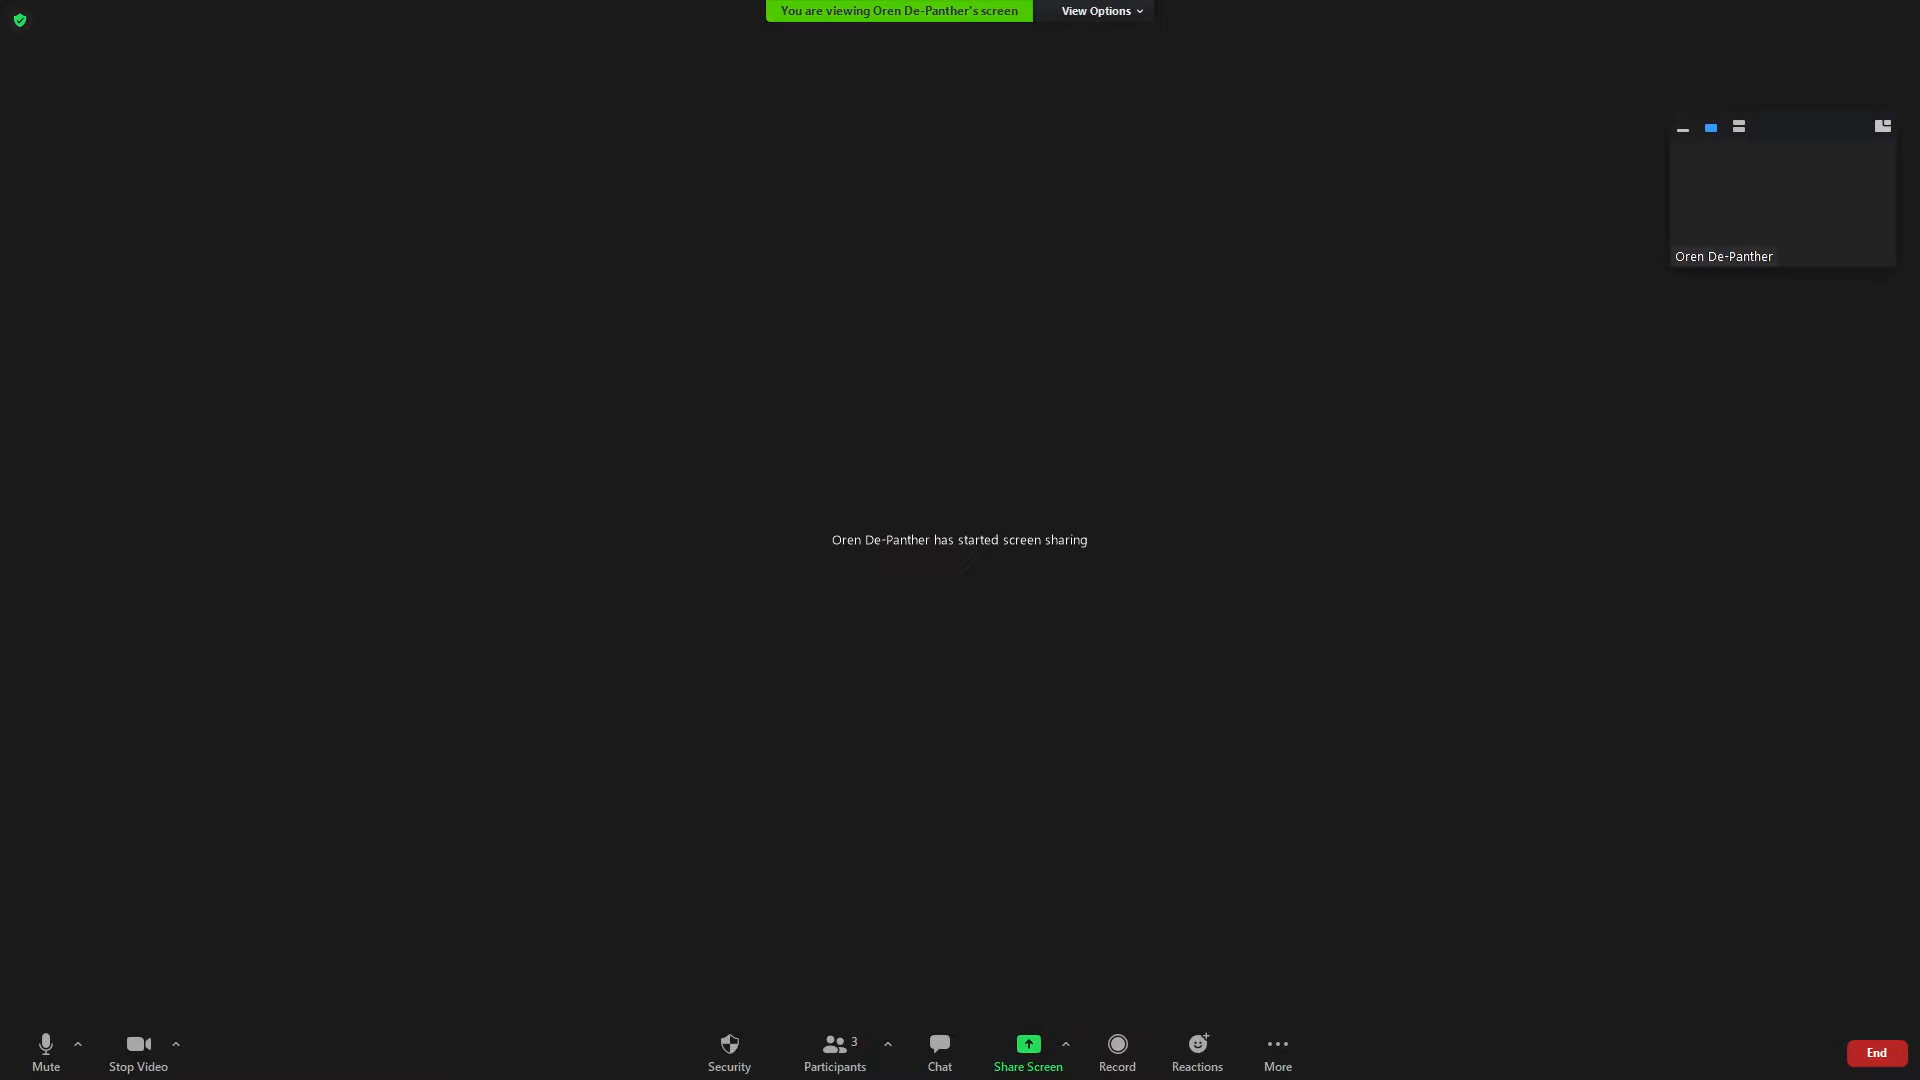 You are viewing Oren De-Panther's screen
View Options
Oren De-Panther
Oren De-Panther has started screen sharing
Mute
Stop Video
Security
3
Participants
Chat
Share Screen
Record
Reactions
More
End